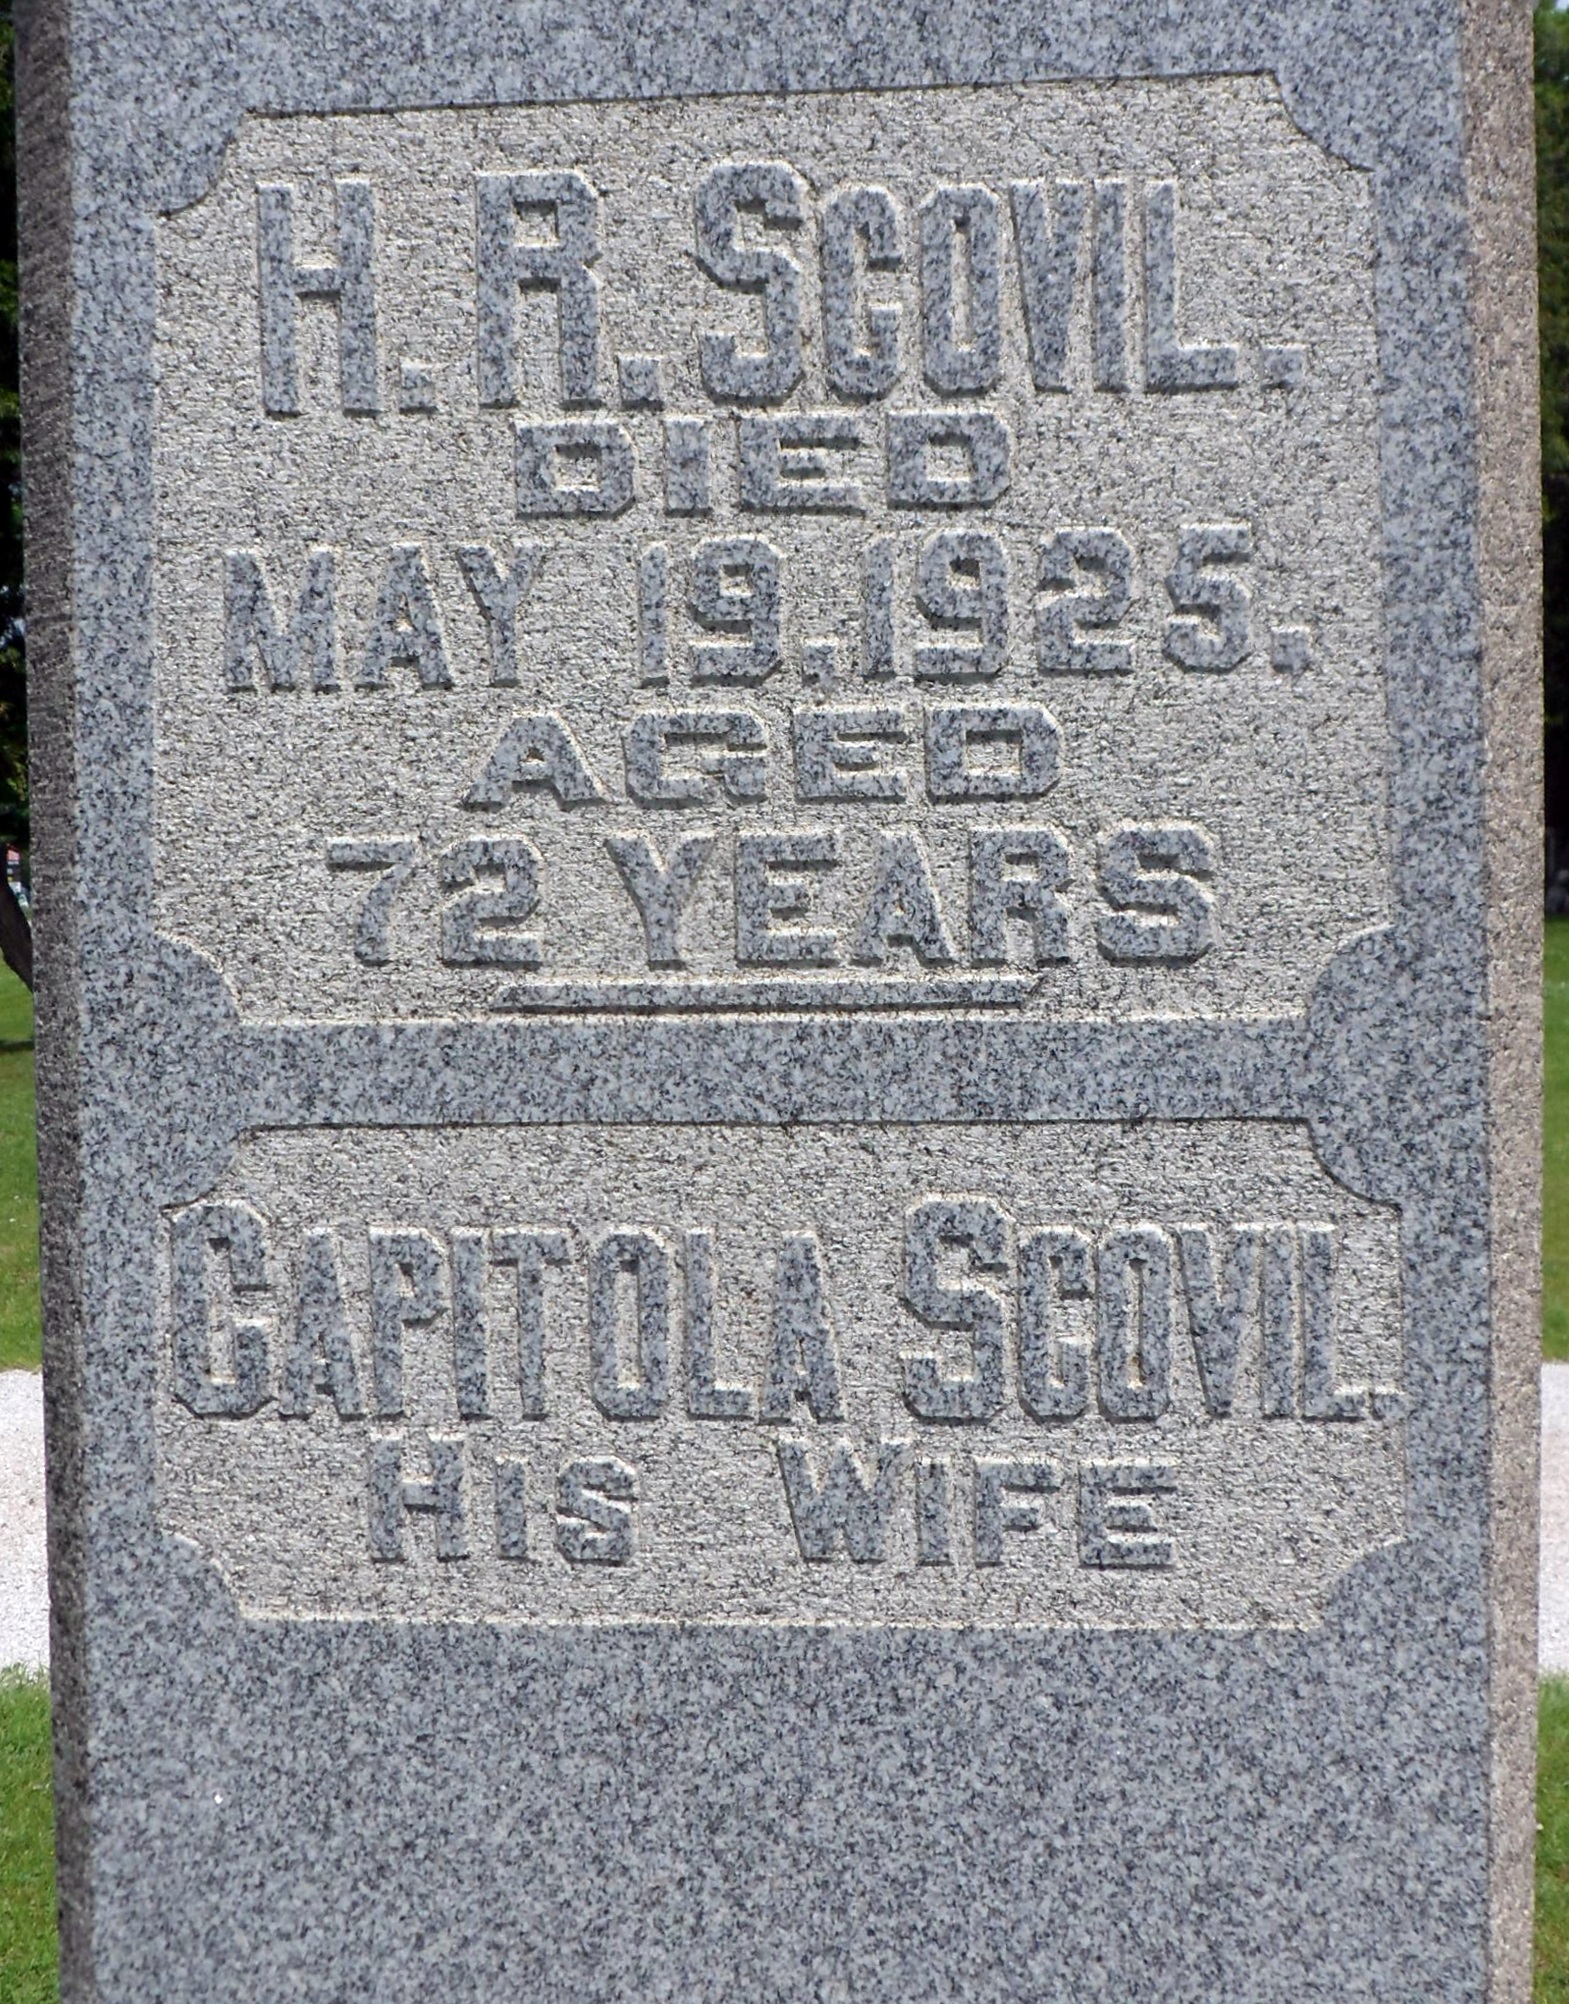 H. R. SCOVIL.
DIED
MAY 19, 1925.
AGED
72 YEARS
CAPITOLA SCOVIL.
HIS WIFE